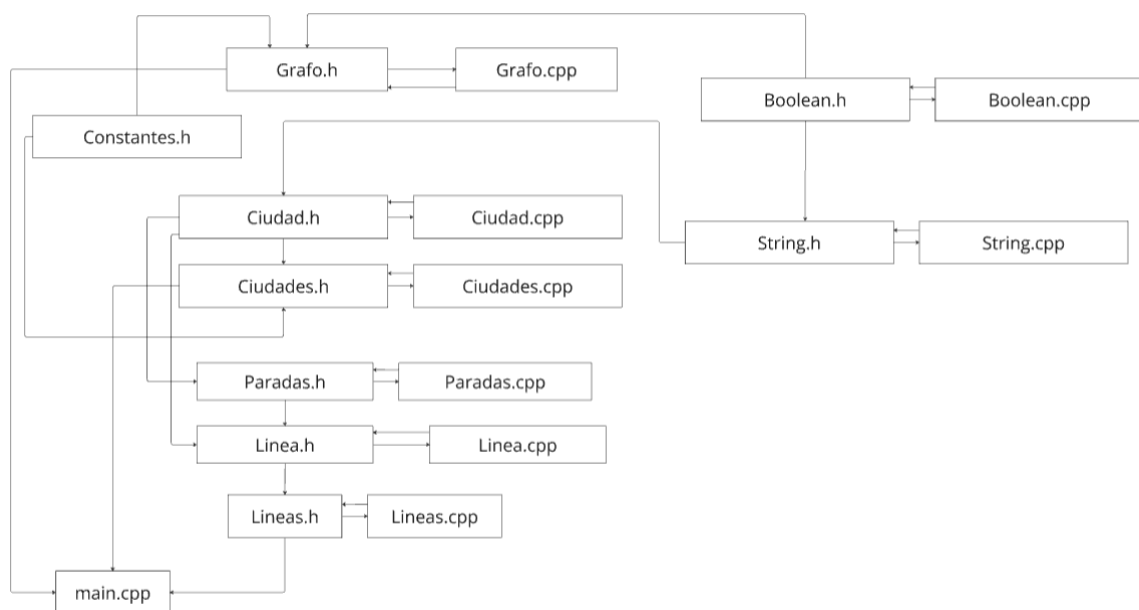 Grafo.h
Grafo.cpp
Boolean.h
Boolean.cpp
Constantes.h
Ciudad.h
Ciudad.cpp
String.h
String.cpp
Ciudades.h
Ciudades.cpp
Paradas.h
Paradas.cpp
Linea.h
Linea.cpp
Lineas.h
Lineas.cpp
main.cpp